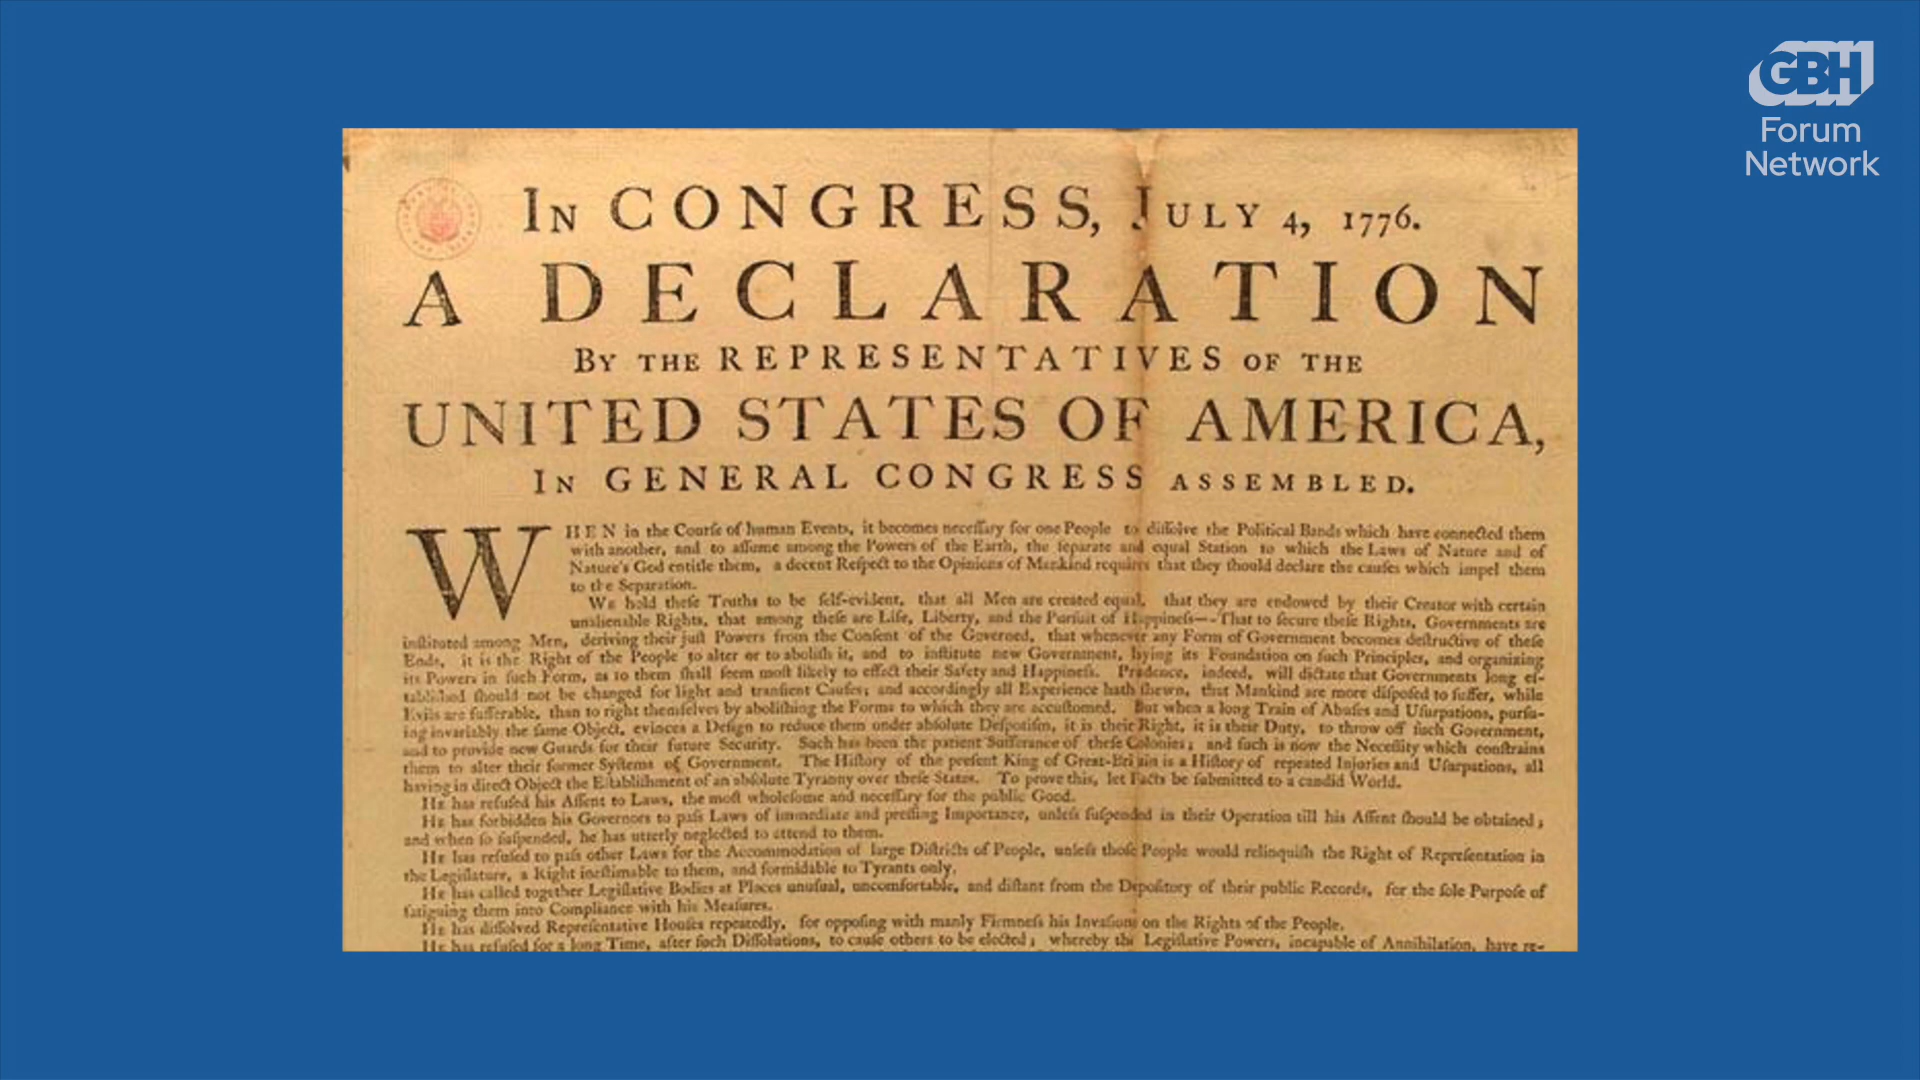 GBH
Forum
Network
IN CONGRESS, JULY 4, 1776.
A DECLARATION
BY THE REPRESENTATIVES OF THE
UNITED STATES OF AMERICA,
IN GENERAL CONGRESS ASSEMBLED.
WHEN in the Courſe of human Events, it becomes neceſſary for one People to diſſolve the Political Bands which have connected them
with another, and to aſſume among the Powers of the Earth, the ſeparate and equal Station to which the Laws of Nature and of
Nature's God entitle them, a decent Reſpect to the Opinions of Mankind requires that they ſhould declare the cauſes which impel them
to the Separation.
WE hold theſe Truths to be ſelf-evident, that all Men are created equal, that they are endowed by their Creator with certain
unalienable Rights, that among theſe are Life, Liberty, and the Purſuit of Happineſs--That to ſecure theſe Rights, Governments are
inſtituted among Men, deriving their juſt Powers from the Conſent of the Governed, that whenever any Form of Government becomes deſtructive of theſe
Ends, it is the Right of the People to alter or to aboliſh it, and to inſtitute new Government, laying its Foundation on ſuch Principles, and organizing
its Powers in ſuch Form, as to them ſhall ſeem moſt likely to effect their Safety and Happineſs. Prudence, indeed, will dictate that Governments long eſ-
tabliſhed ſhould not be changed for light and tranſient Cauſes; and accordingly all Experience hath ſhewn, that Mankind are more diſpoſed to ſuffer, while
Evils are ſufferable, than to right themſelves by aboliſhing the Forms to which they are accuſtomed. But when a long Train of Abuſes and Uſurpations, purſu-
ing invariably the ſame Object, evinces a Deſign to reduce them under abſolute Deſpotiſm, it is their Right, it is their Duty, to throw off ſuch Government,
and to provide new Guards for their future Security. Such has been the patient Sufferance of theſe Colonies; and ſuch is now the Neceſſity which conſtrains
them to alter their former Syſtems of Government. The Hiſtory of the preſent King of Great-Britain is a Hiſtory of repeated Injuries and Uſurpations, all
having in direct Object the Eſtabliſhment of an abſolute Tyranny over theſe States. To prove this, let Facts be ſubmitted to a candid World.
HE has refuſed his Aſſent to Laws, the moſt wholeſome and neceſſary for the public Good.
HE has forbidden his Governors to paſs Laws of immediate and preſſing Importance, unleſs ſuſpended in their Operation till his Aſſent ſhould be obtained;
and when ſo ſuſpended, he has utterly neglected to attend to them.
HE has refuſed to paſs other Laws for the Accommodation of large Diſtricts of People, unleſs thoſe People would relinquiſh the Right of Repreſentation in
the Legiſlature, a Right ineſtimable to them, and formidable to Tyrants only.
HE has called together Legiſlative Bodies at Places unuſual, uncomfortable, and diſtant from the Depoſitory of their public Records, for the ſole Purpoſe of
fatiguing them into Compliance with his Meaſures.
HE has diſſolved Repreſentative Houſes repeatedly, for oppoſing with manly Firmneſs his Invaſions on the Rights of the People.
HE has refuſed for a long Time, after ſuch Diſſolutions, to cauſe others to be elected; whereby the Legiſlative Powers, incapable of Annihilation, have re-